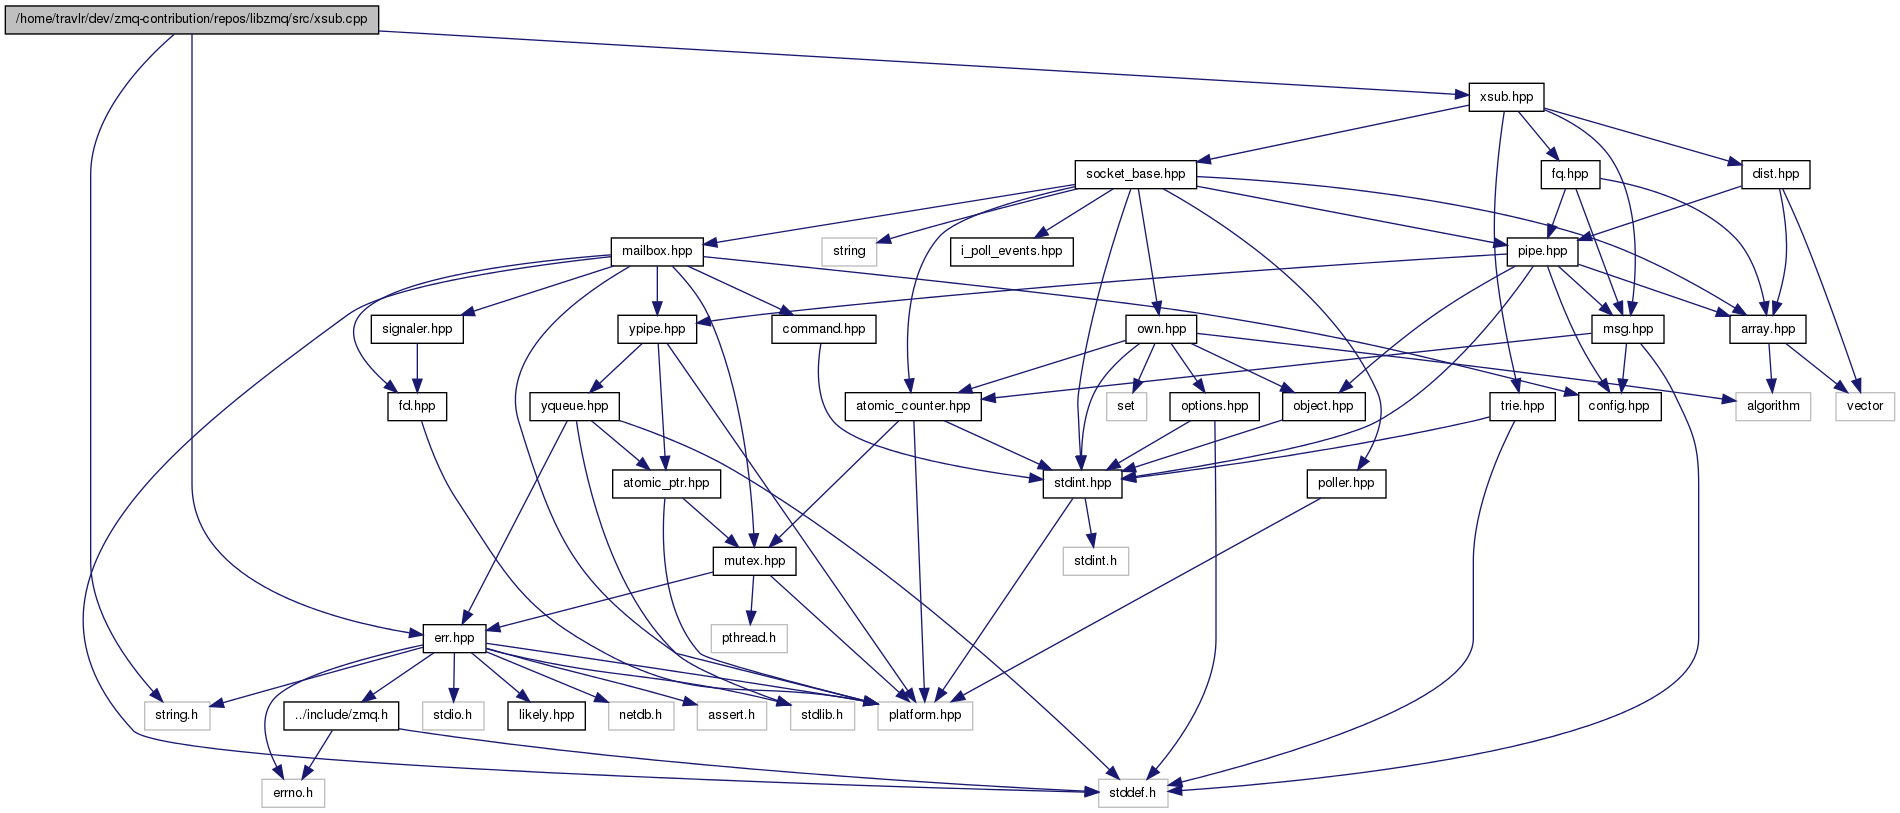 /home/travlr/dev/zmq-contribution/repos/libzmq/src/xsub.cpp
xsub.hpp
socket_base.hpp
fq.hpp
dist.hpp
mailbox.hpp
string
i_poll_events.hpp
pipe.hpp
signaler.hpp
ypipe.hpp
command.hpp
own.hpp
msg.hpp
array.hpp
fd.hpp
yqueue.hpp
atomic_counter.hpp
set
options.hpp
object.hpp
trie.hpp
config.hpp
algorithm
vector
atomic_ptr.hpp
stdint.hpp
poller.hpp
mutex.hpp
stdint.h
err.hpp
pthread.h
string.h
../include/zmq.h
stdio.h
likely.hpp
netdb.h
assert.h
stdlib.h
platform.hpp
errno.h
stddef.h